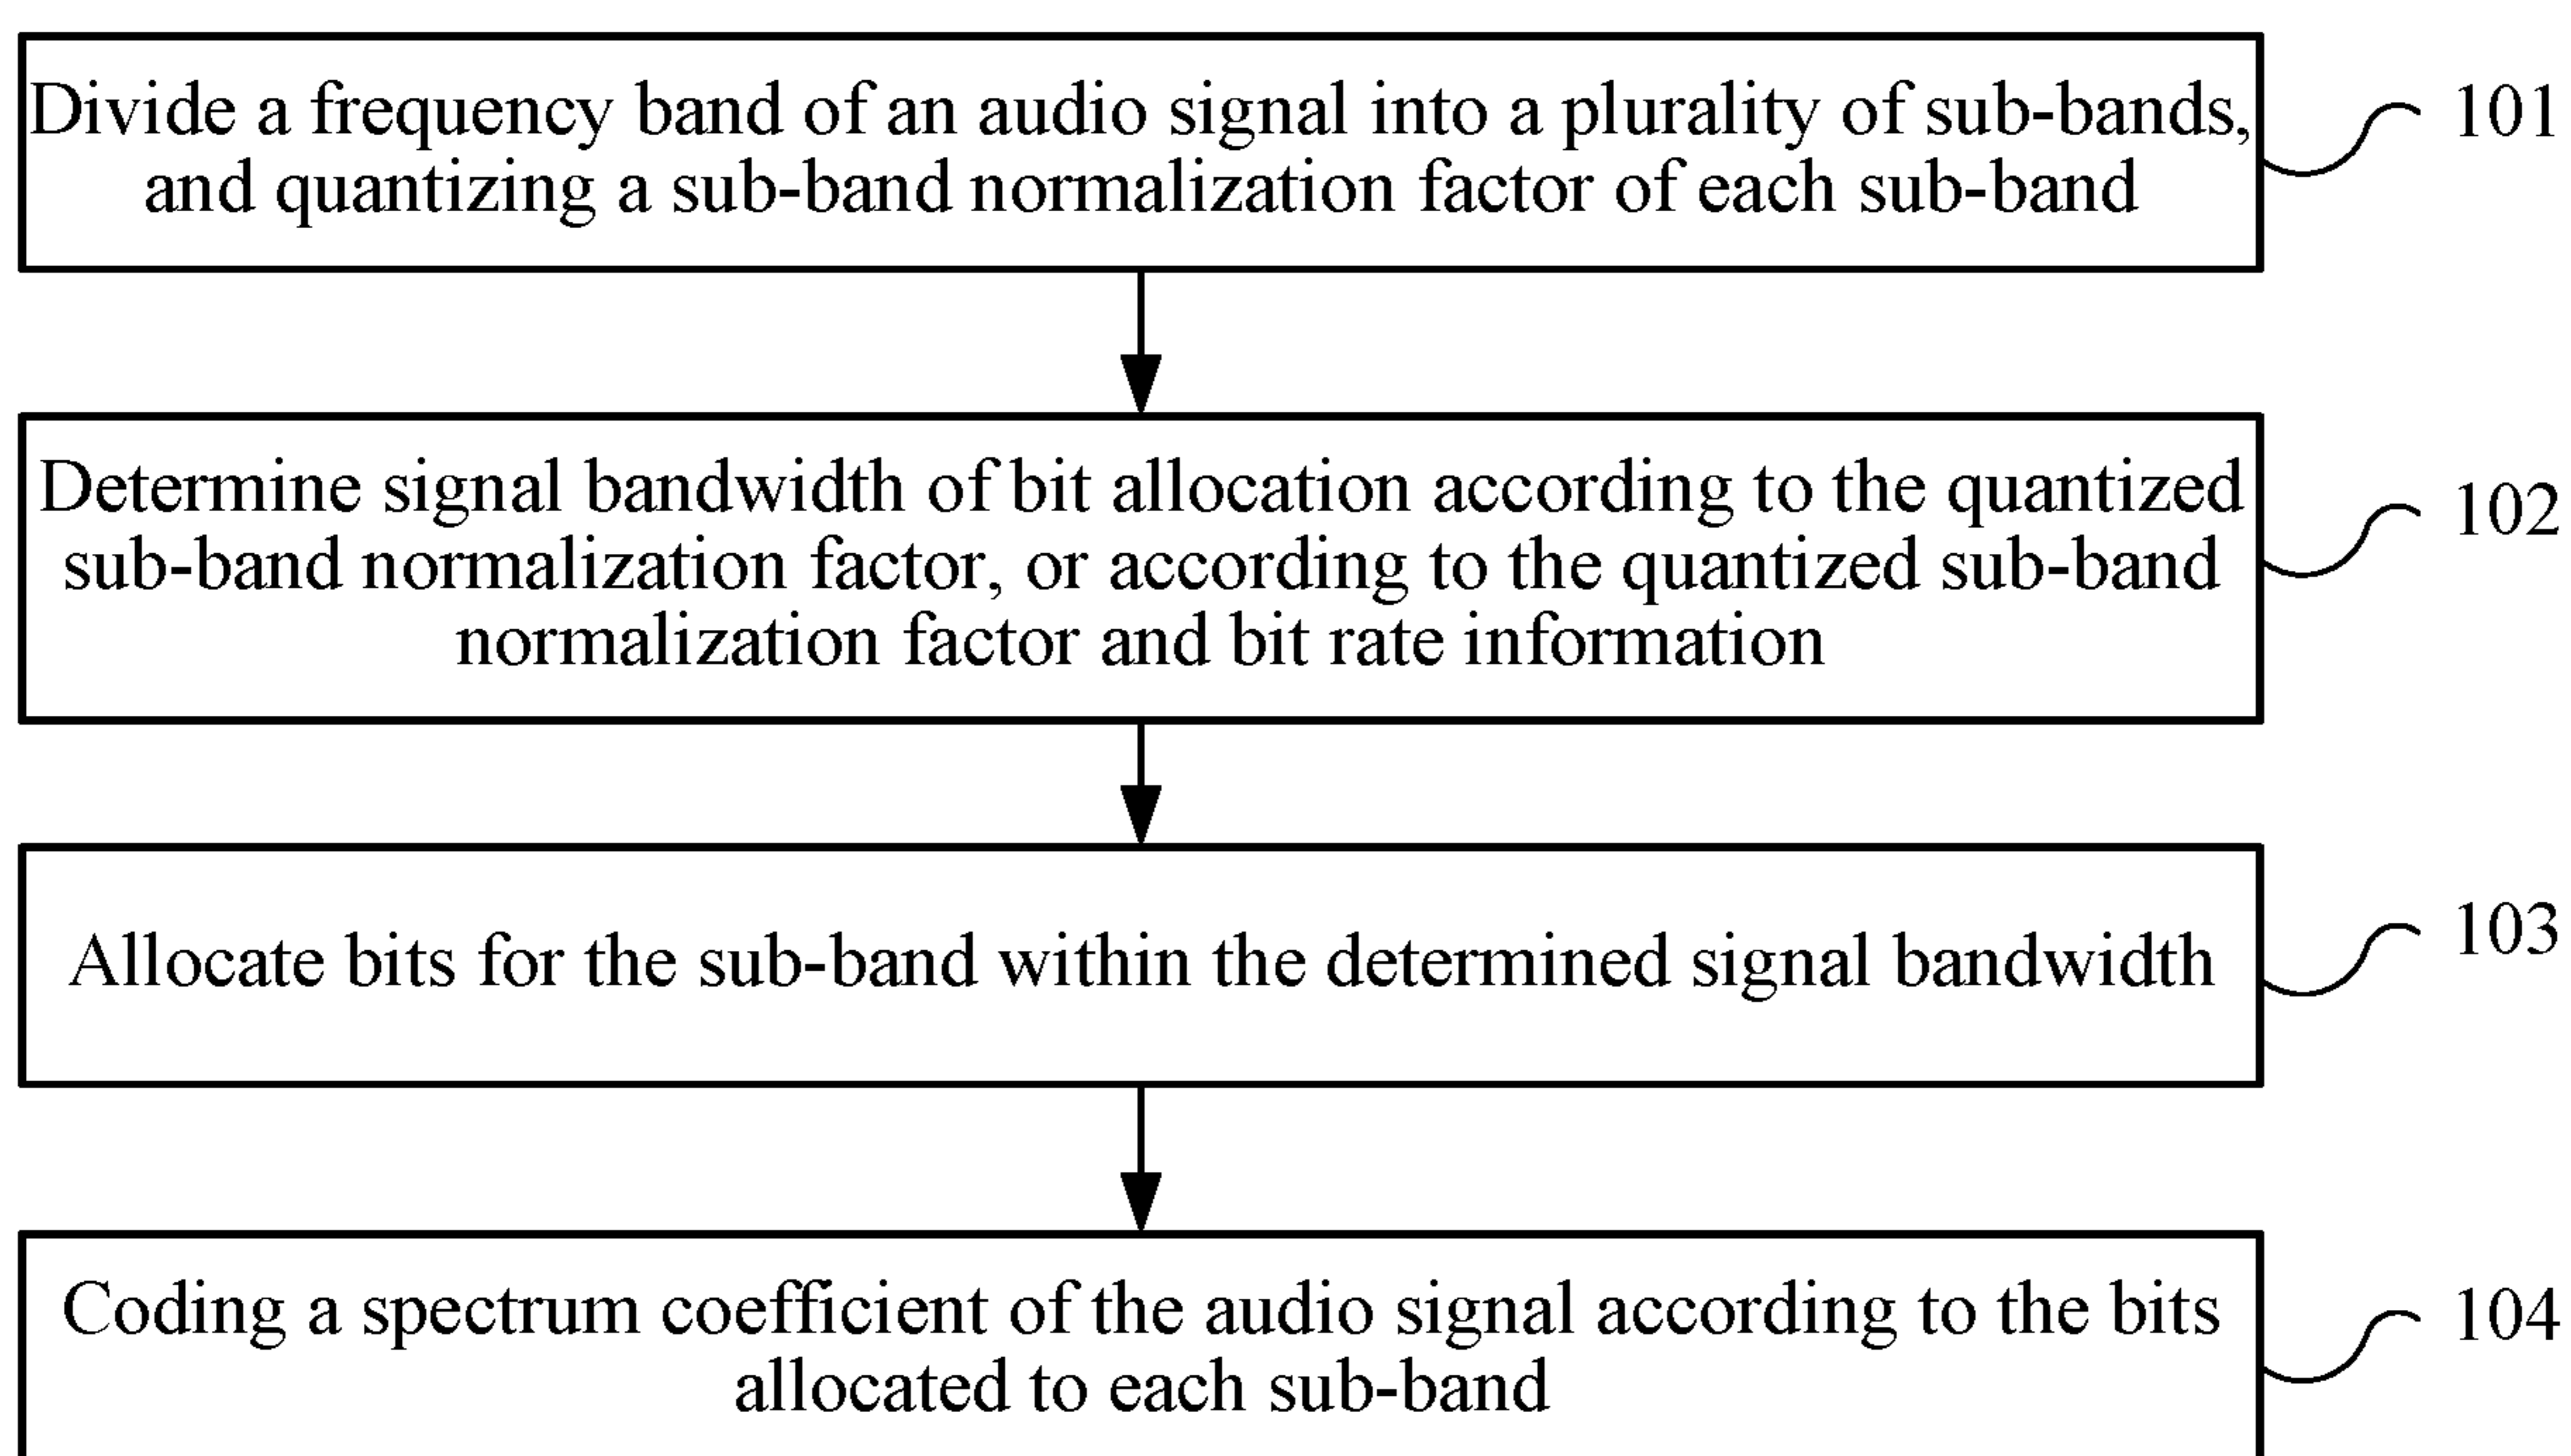 Divide a frequency band of an audio signal into a plurality of sub-bands,
and quantizing a sub-band normalization factor of each sub-band
101
Determine signal bandwidth of bit allocation according to the quantized
sub-band normalization factor, or according to the quantized sub-band
normalization factor and bit rate information
102
Allocate bits for the sub-band within the determined signal bandwidth
103
Coding a spectrum coefficient of the audio signal according to the bits
allocated to each sub-band
104